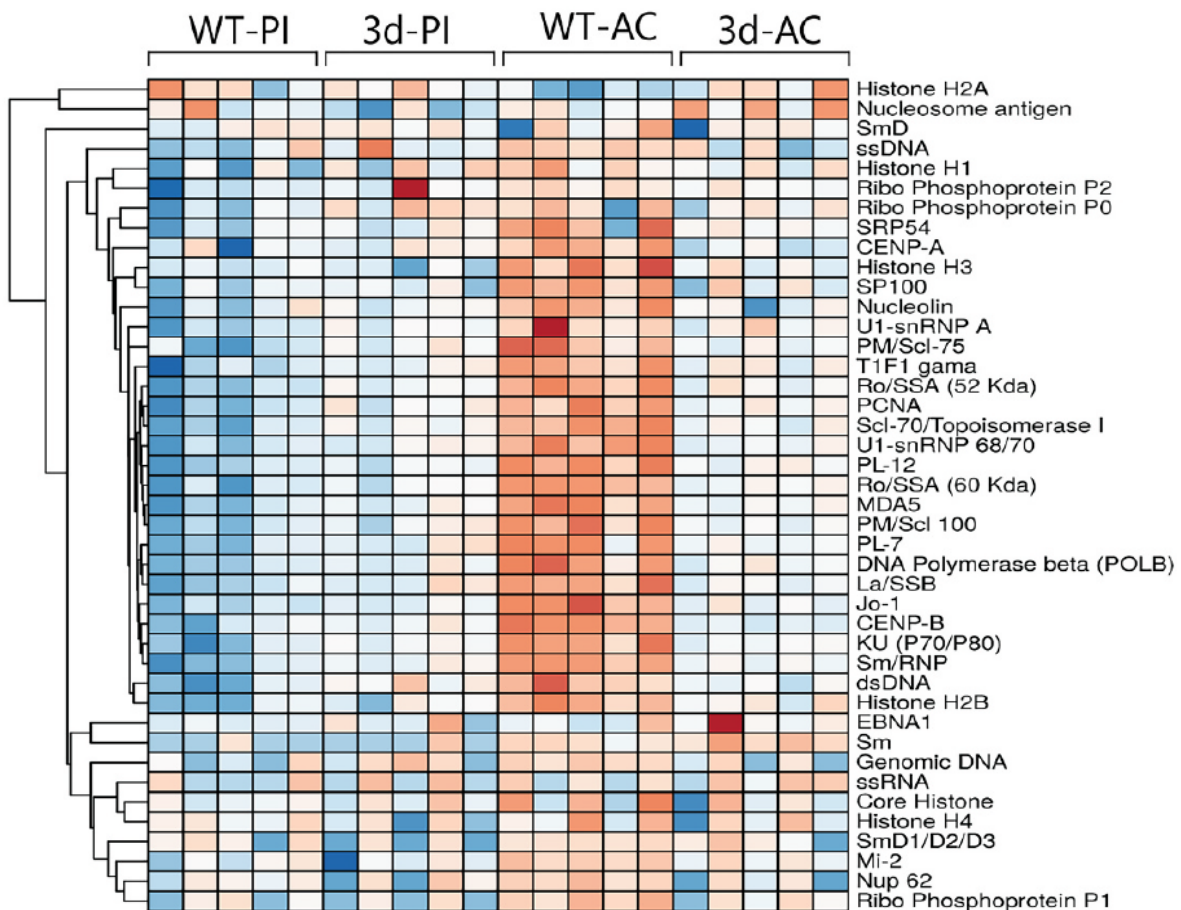 WT-PI 3d-PI WT-AC 3d-AC
Histone H2A
Nucleosome antigen
SmD
ssDNA
Histone H1
Ribo Phosphoprotein P2
Ribo Phosphoprotein P0
SRP54
CENP-A
Histone H3
SP100
Nucleolin
U1-snRNP A
PM/Scl-75
T1F1 gama
Ro/SSA (52 Kda)
PCNA
Scl-70/Topoisomerase I
U1-snRNP 68/70
PL-12
Ro/SSA (60 Kda)
MDA5
PM/Scl 100
PL-7
DNA Polymerase beta (POLB)
La/SSB
Jo-1
CENP-B
KU (P70/P80)
Sm/RNP
dsDNA
Histone H2B
EBNA1
Sm
Genomic DNA
ssRNA
Core Histone
Histone H4
SmD1/D2/D3
Mi-2
Nup 62
Ribo Phosphoprotein P1